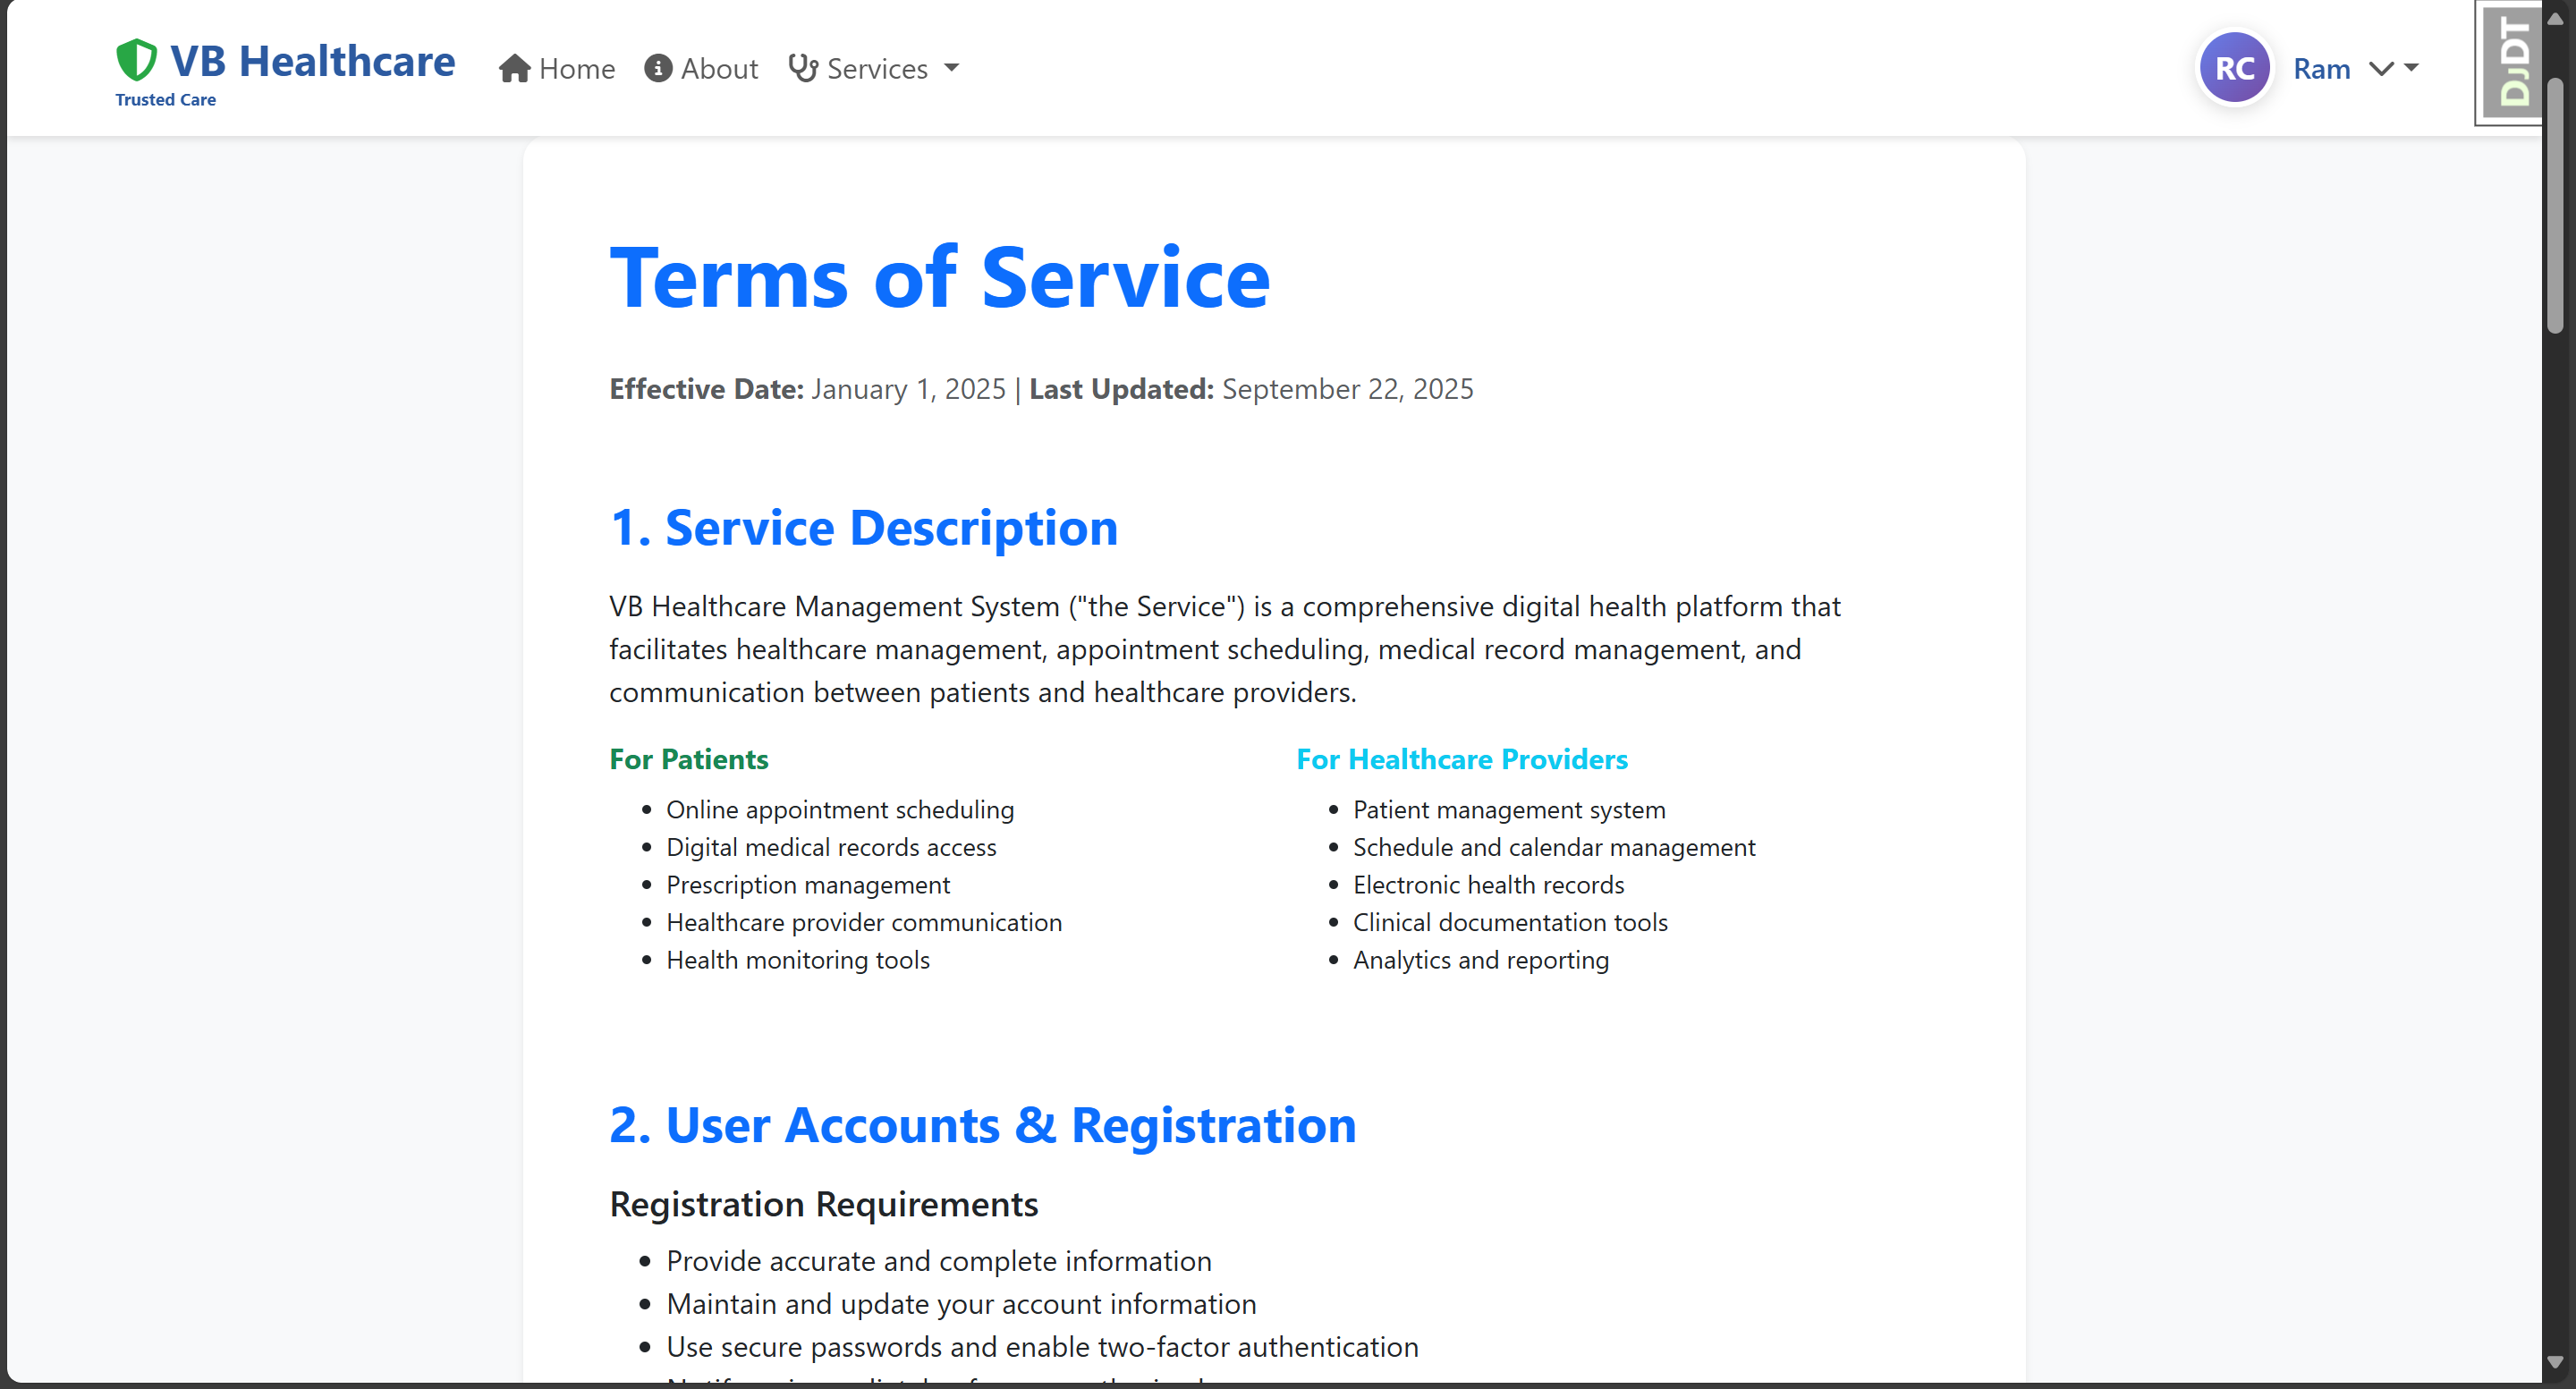 VB Healthcare
Trusted Care
Home
About
Services
RC
Ram
DJDT
Terms of Service
Effective Date: January 1, 2025 | Last Updated: September 22, 2025
1. Service Description
VB Healthcare Management System ("the Service") is a comprehensive digital health platform that
facilitates healthcare management, appointment scheduling, medical record management, and
communication between patients and healthcare providers.
For Patients
• Online appointment scheduling
• Digital medical records access
• Prescription management
• Healthcare provider communication
• Health monitoring tools
For Healthcare Providers
• Patient management system
• Schedule and calendar management
• Electronic health records
• Clinical documentation tools
• Analytics and reporting
2. User Accounts & Registration
Registration Requirements
• Provide accurate and complete information
• Maintain and update your account information
• Use secure passwords and enable two-factor authentication